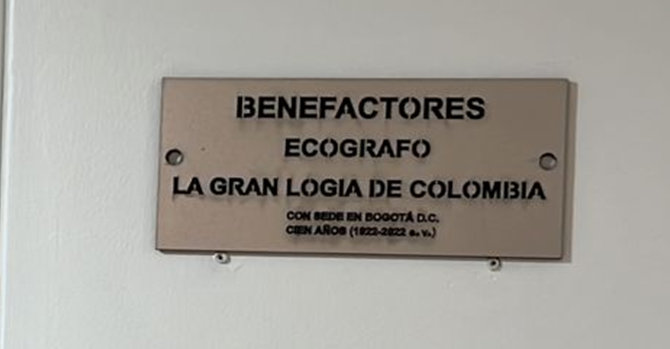 BENEFACTORES
ECOGRAFO
LA GRAN LOGIA DE COLOMBIA
CON SEDE EN BOGOTÁ D.C.
CIEN AÑOS (1922-2022 e. v.)